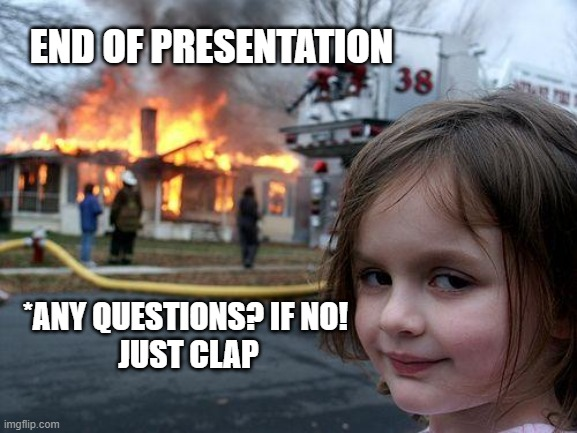 END OF PRESENTATION
38
*ANY QUESTIONS? IF NO!
JUST CLAP
imgflip.com